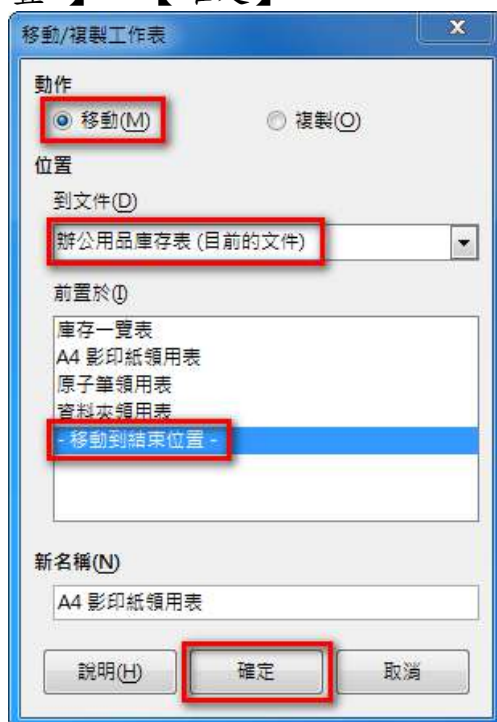 移動/複製工作表
動作
移動(M) 複製(O)
位置
到文件(D)
辦公用品庫存表 (目前的文件)
前置於(I)
庫存一覽表
A4 影印紙領用表
原子筆領用表
資料夾領用表
- 移動到結束位置 -
新名稱(N)
A4 影印紙領用表
說明(H) 確定 取消